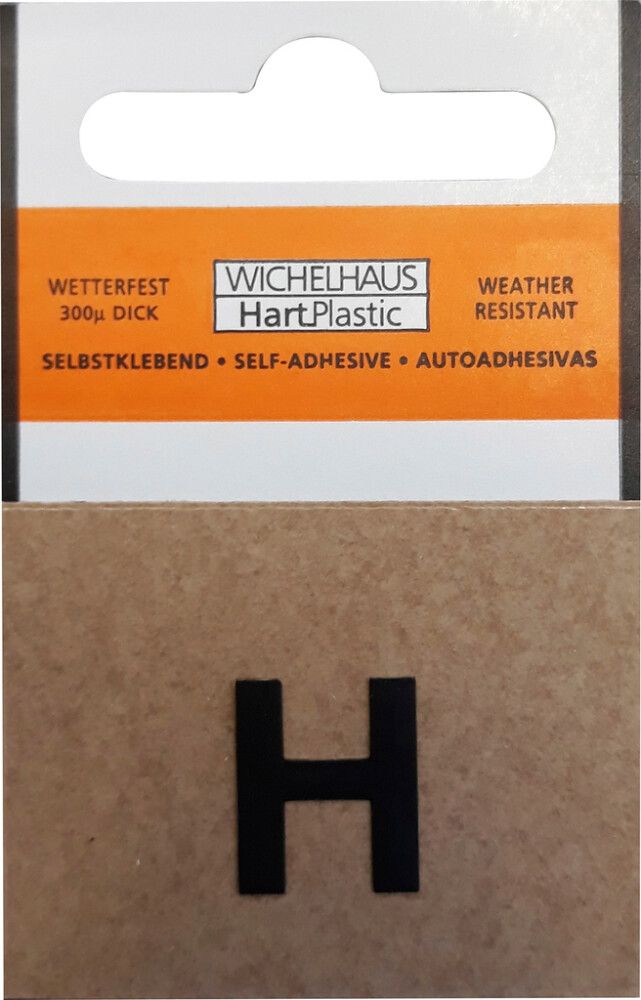 WETTERFEST
300µ DICK
WICHELHAUS
HartPlastic
WEATHER
RESISTANT
SELBSTKLEBEND • SELF-ADHESIVE • AUTOADHESIVAS
H